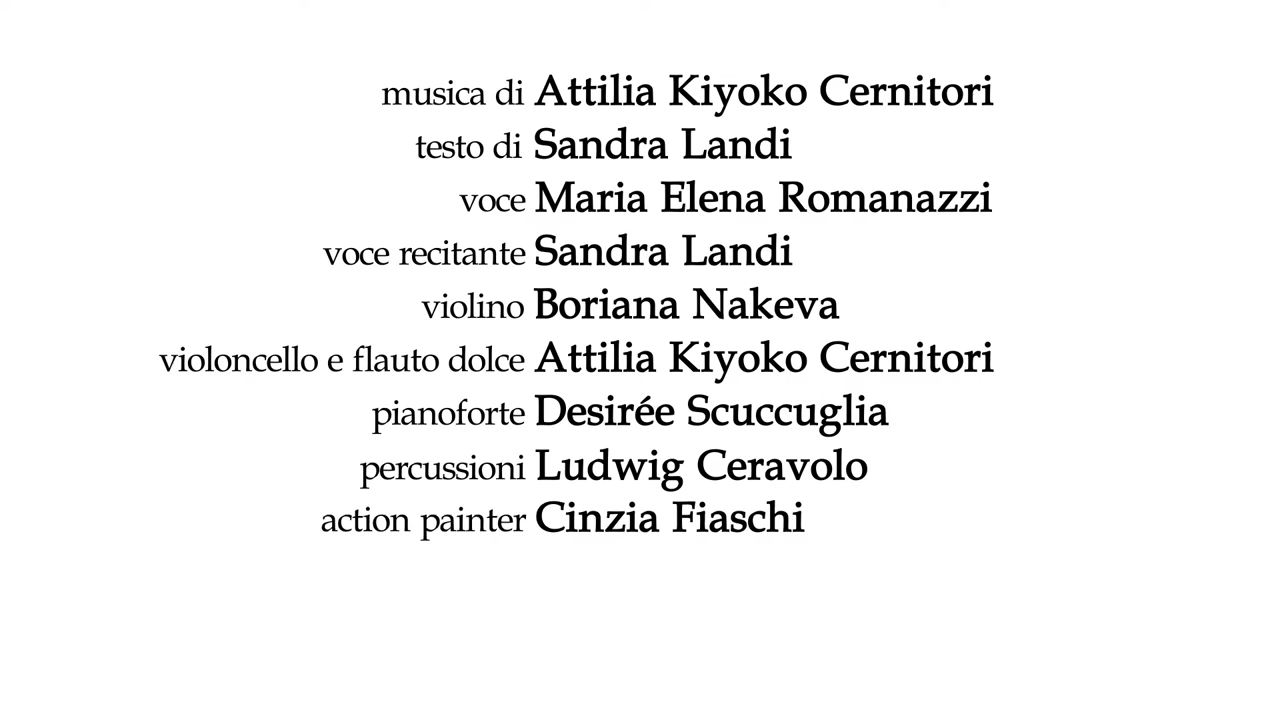 musica di Attilia Kiyoko Cernitori
testo di Sandra Landi
voce Maria Elena Romanazzi
voce recitante Sandra Landi
violino Boriana Nakeva
violoncello e flauto dolce Attilia Kiyoko Cernitori
pianoforte Desirée Scuccuglia
percussioni Ludwig Ceravolo
action painter Cinzia Fiaschi